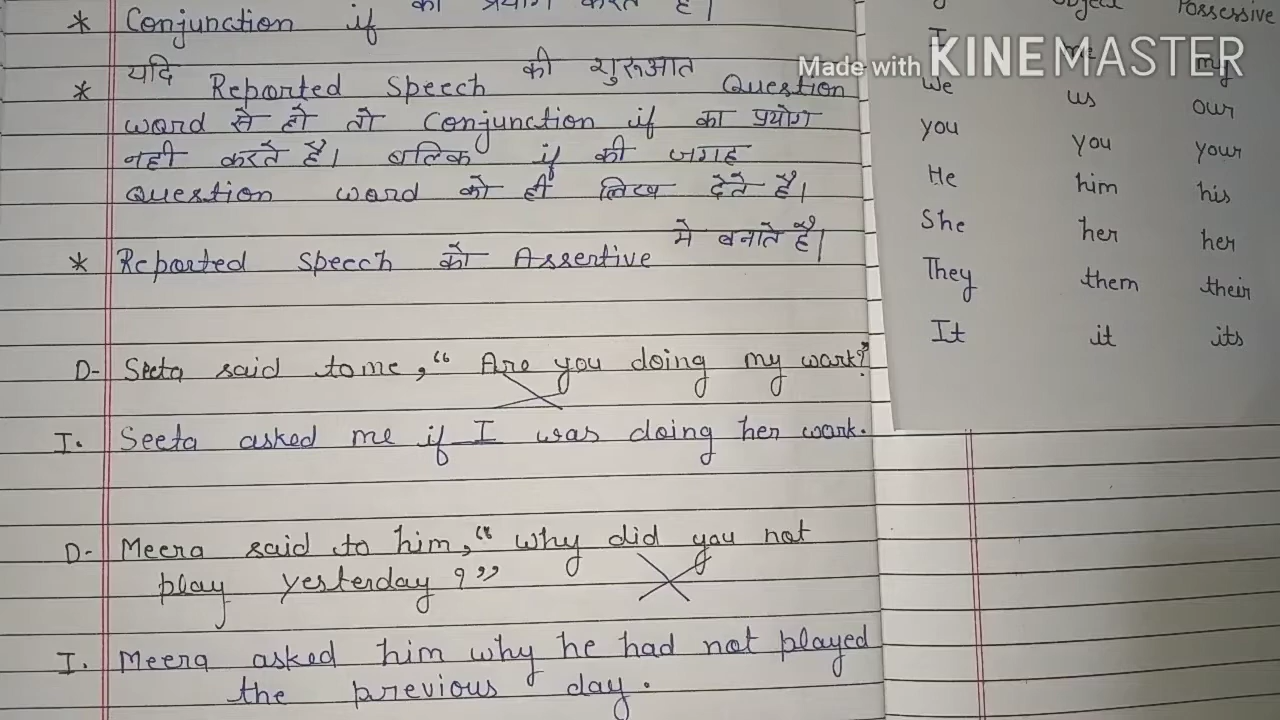 * Conjunction if का प्रयोग करते हैं।
* यदि Reported Speech की शुरुआत Question
word से हो तो Conjunction if का प्रयोग
नही करते हैं। बल्कि if की जगह
Question word को ही लिख देते हैं।
* Reported Speech को Assertive मे बनाते हैं।
D- Seeta said to me, “Are you doing my work?
I. Seeta asked me if I was doing her work.
D- Meera said to him, “why did you not
play yesterday?”
I. Meera asked him why he had not played
the previous day.
Object Possessive
I me my
We us our
you you your
He him his
She her her
They them their
It it its
Made with KINEMASTER